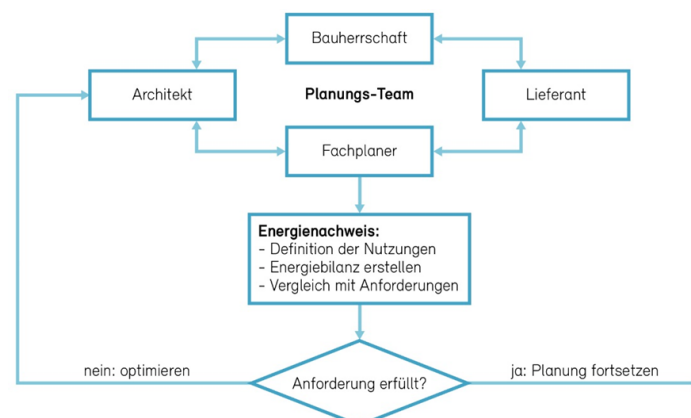 Bauherrschaft
Architekt
Planungs-Team
Lieferant
Fachplaner
Energienachweis:
- Definition der Nutzungen
- Energiebilanz erstellen
- Vergleich mit Anforderungen
nein: optimieren
Anforderung erfüllt?
ja: Planung fortsetzen